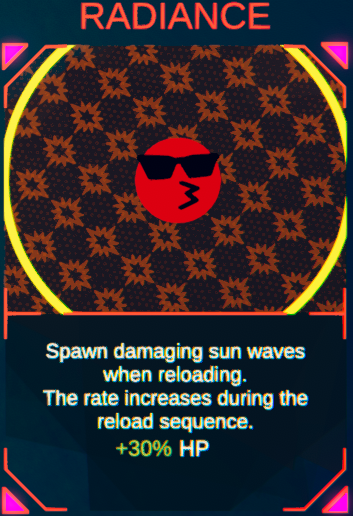 RADIANCE
Spawn damaging sun waves
when reloading.
The rate increases during the
reload sequence.
+30% HP